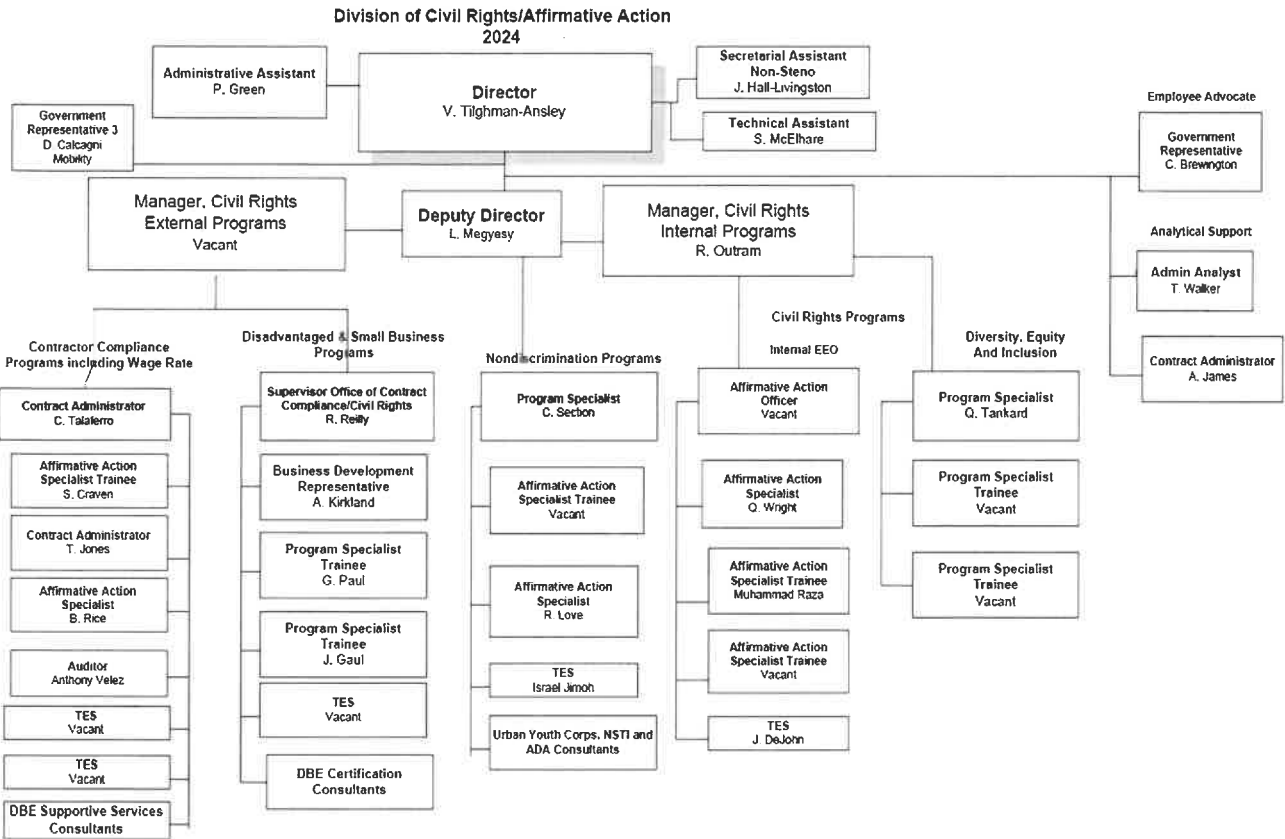 Division of Civil Rights/Affirmative Action
2024
Administrative Assistant
P. Green
Director
V. Tilghman-Ansley
Secretarial Assistant
Non-Steno
J. Hall-Livingston
Technical Assistant
S. McElhare
Government
Representative 3
D. Calcagni
Mobility
Employee Advocate
Government
Representative
C. Brewington
Manager, Civil Rights
External Programs
Vacant
Deputy Director
L. Megyesy
Manager, Civil Rights
Internal Programs
R. Outram
Analytical Support
Admin Analyst
T. Walker
Contract Administrator
A. James
Contractor Compliance
Programs including Wage Rate
Contract Administrator
C. Talaferro
Affirmative Action
Specialist Trainee
S. Craven
Contract Administrator
T. Jones
Affirmative Action
Specialist
B. Rice
Auditor
Anthony Velez
TES
Vacant
TES
Vacant
DBE Supportive Services
Consultants
Disadvantaged & Small Business
Programs
Supervisor Office of Contract
Compliance/Civil Rights
R. Reilly
Business Development
Representative
A. Kirkland
Program Specialist
Trainee
G. Paul
Program Specialist
Trainee
J. Gaul
TES
Vacant
DBE Certification
Consultants
Nondiscrimination Programs
Program Specialist
C. Section
Affirmative Action
Specialist Trainee
Vacant
Affirmative Action
Specialist
R. Love
TES
Israel Jimoh
Urban Youth Corps, NSTI and
ADA Consultants
Civil Rights Programs
Internal EEO
Affirmative Action
Officer
Vacant
Affirmative Action
Specialist
Q. Wright
Affirmative Action
Specialist Trainee
Muhammad Raza
Affirmative Action
Specialist Trainee
Vacant
TES
J. DeJohn
Diversity, Equity
And Inclusion
Program Specialist
Q. Tankard
Program Specialist
Trainee
Vacant
Program Specialist
Trainee
Vacant